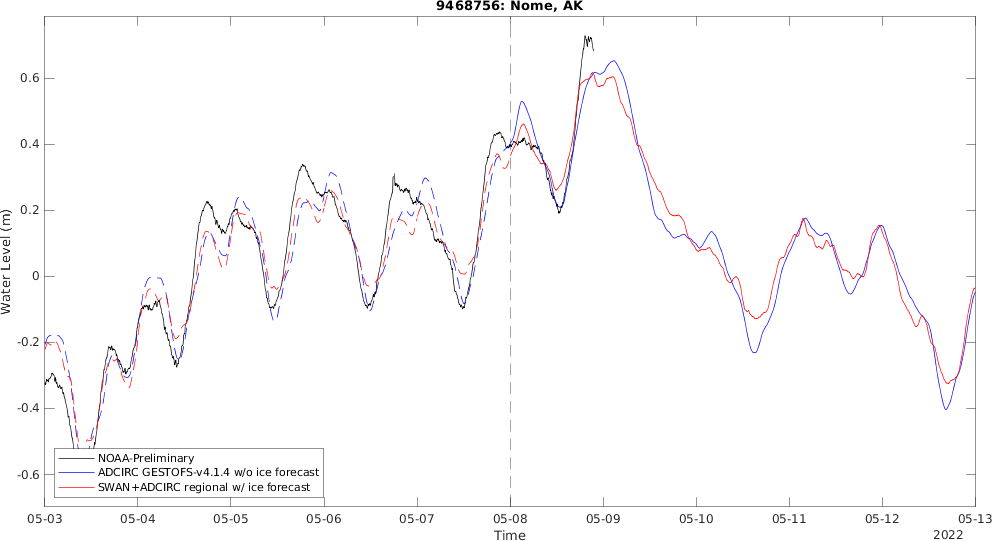 9468756: Nome, AK
Water Level (m)
0.6
0.4
0.2
0
-0.2
-0.4
-0.6
NOAA-Preliminary
ADCIRC GESTOFS-v4.1.4 w/o ice forecast
SWAN+ADCIRC regional w/ ice forecast
05-03 05-04 05-05 05-06 05-07 05-08 05-09 05-10 05-11 05-12 05-13
Time
2022